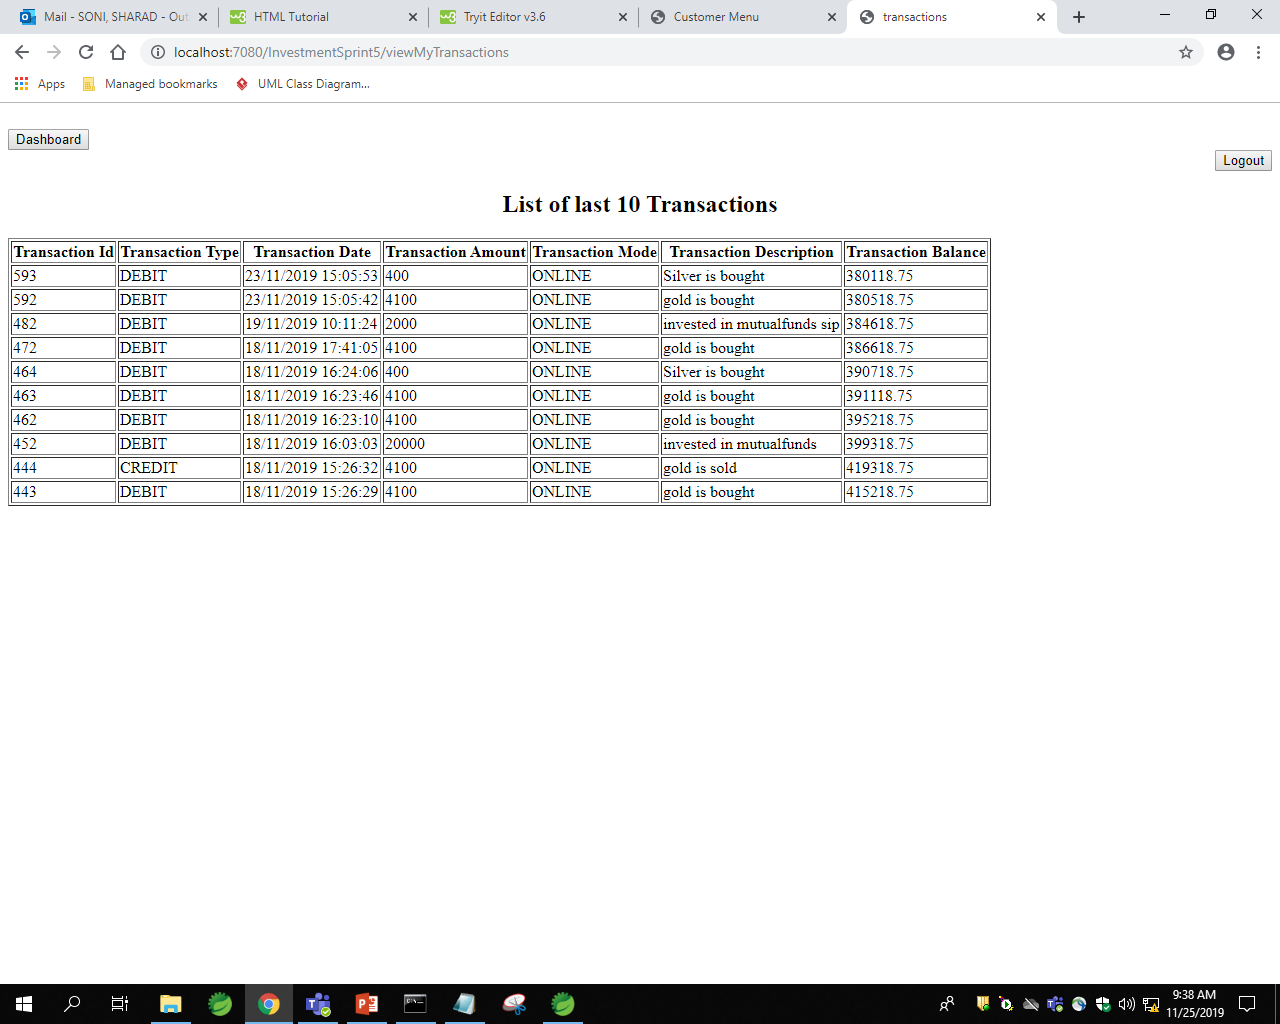 Mail - SONI, SHARAD - Out HTML Tutorial Tryit Editor v3.6 Customer Menu transactions
localhost:7080/InvestmentSprint5/viewMyTransactions
Apps Managed bookmarks UML Class Diagram...
Dashboard
Logout
List of last 10 Transactions
Transaction Id Transaction Type Transaction Date Transaction Amount Transaction Mode Transaction Description Transaction Balance
593 DEBIT 23/11/2019 15:05:53 400 ONLINE Silver is bought 380118.75
592 DEBIT 23/11/2019 15:05:42 4100 ONLINE gold is bought 380518.75
482 DEBIT 19/11/2019 10:11:24 2000 ONLINE invested in mutualfunds sip 384618.75
472 DEBIT 18/11/2019 17:41:05 4100 ONLINE gold is bought 386618.75
464 DEBIT 18/11/2019 16:24:06 400 ONLINE Silver is bought 390718.75
463 DEBIT 18/11/2019 16:23:46 4100 ONLINE gold is bought 391118.75
462 DEBIT 18/11/2019 16:23:10 4100 ONLINE gold is bought 395218.75
452 DEBIT 18/11/2019 16:03:03 20000 ONLINE invested in mutualfunds 399318.75
444 CREDIT 18/11/2019 15:26:32 4100 ONLINE gold is sold 419318.75
443 DEBIT 18/11/2019 15:26:29 4100 ONLINE gold is bought 415218.75
9:38 AM
11/25/2019